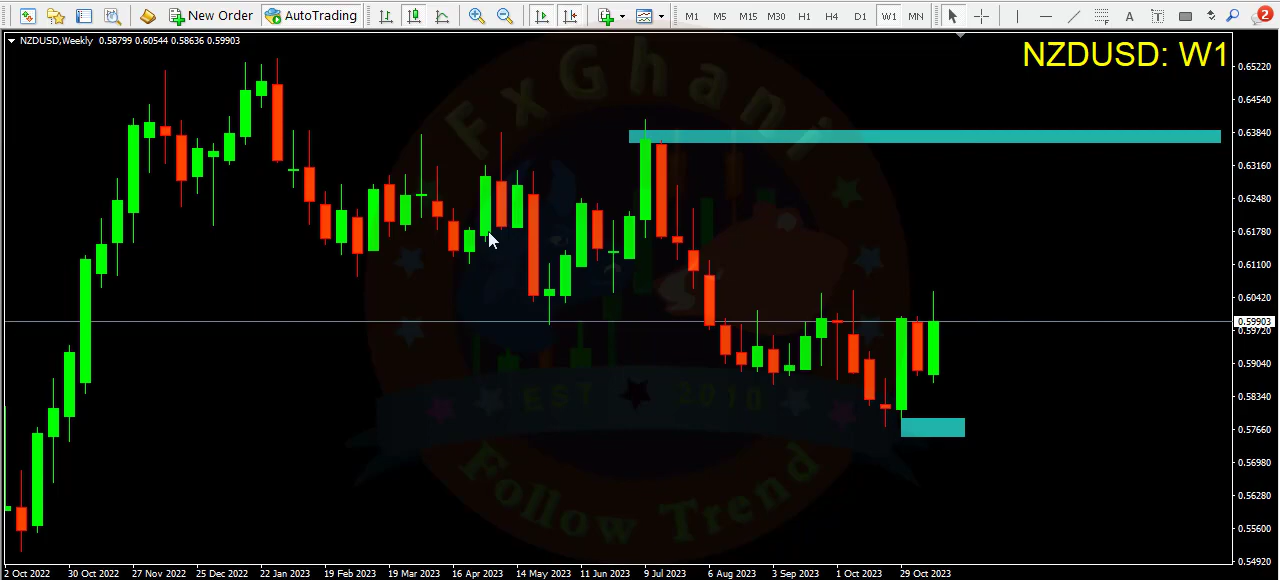 New Order AutoTrading M1 M5 M15 M30 H1 H4 D1 W1 MN A T 2
NZDUSD,Weekly 0.58799 0.60544 0.58636 0.59903
NZDUSD: W1
0.65220
0.64540
0.63840
0.63160
0.62480
0.61780
0.61100
0.60420
0.59903
0.59720
0.59040
0.58340
0.57660
0.56980
0.56280
0.55600
0.54920
FxGhani
EST 2010
Follow Trend
2 Oct 2022 30 Oct 2022 27 Nov 2022 25 Dec 2022 22 Jan 2023 19 Feb 2023 19 Mar 2023 16 Apr 2023 14 May 2023 11 Jun 2023 9 Jul 2023 6 Aug 2023 3 Sep 2023 1 Oct 2023 29 Oct 2023